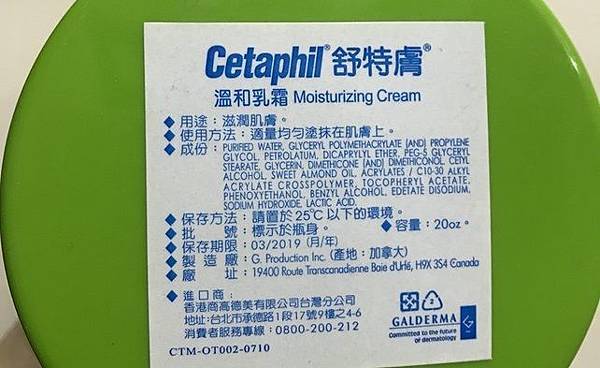 Cetaphil® 舒特膚®
溫和乳霜 Moisturizing Cream
◆ 用途：滋潤肌膚。
◆ 使用方法：適量均勻塗抹在肌膚上。
◆ 成份：PURIFIED WATER, GLYCERYL POLYMETHACRYLATE (AND) PROPYLENE
GLYCOL, PETROLATUM, DICAPRYLYL ETHER, PEG-5 GLYCERYL
STEARATE, GLYCERIN, DIMETHICONE (AND) DIMETHICONOL, CETYL
ALCOHOL, SWEET ALMOND OIL, ACRYLATES / C10-30 ALKYL
ACRYLATE CROSSPOLYMER, TOCOPHERYL ACETATE,
PHENOXYETHANOL, BENZYL ALCOHOL, EDETATE DISODIUM,
SODIUM HYDROXIDE, LACTIC ACID.
◆ 保存方法：請置於25℃以下的環境。
◆ 批號：標示於瓶身。 ◆ 容量：20oz。
◆ 保存期限：03/2019 (月/年)
◆ 製造廠：G. Production Inc. (產地：加拿大)
◆ 廠址：19400 Route Transcanadienne Baie d'Urfé, H9X 3S4 Canada
◆ 進口商：
香港商高德美有限公司台灣分公司
地址:台北市承德路1段17號9樓之4-6
消費者服務專線：0800-200-212
2
GALDERMA
Committed to the future
of dermatology
CTM-OT002-0710